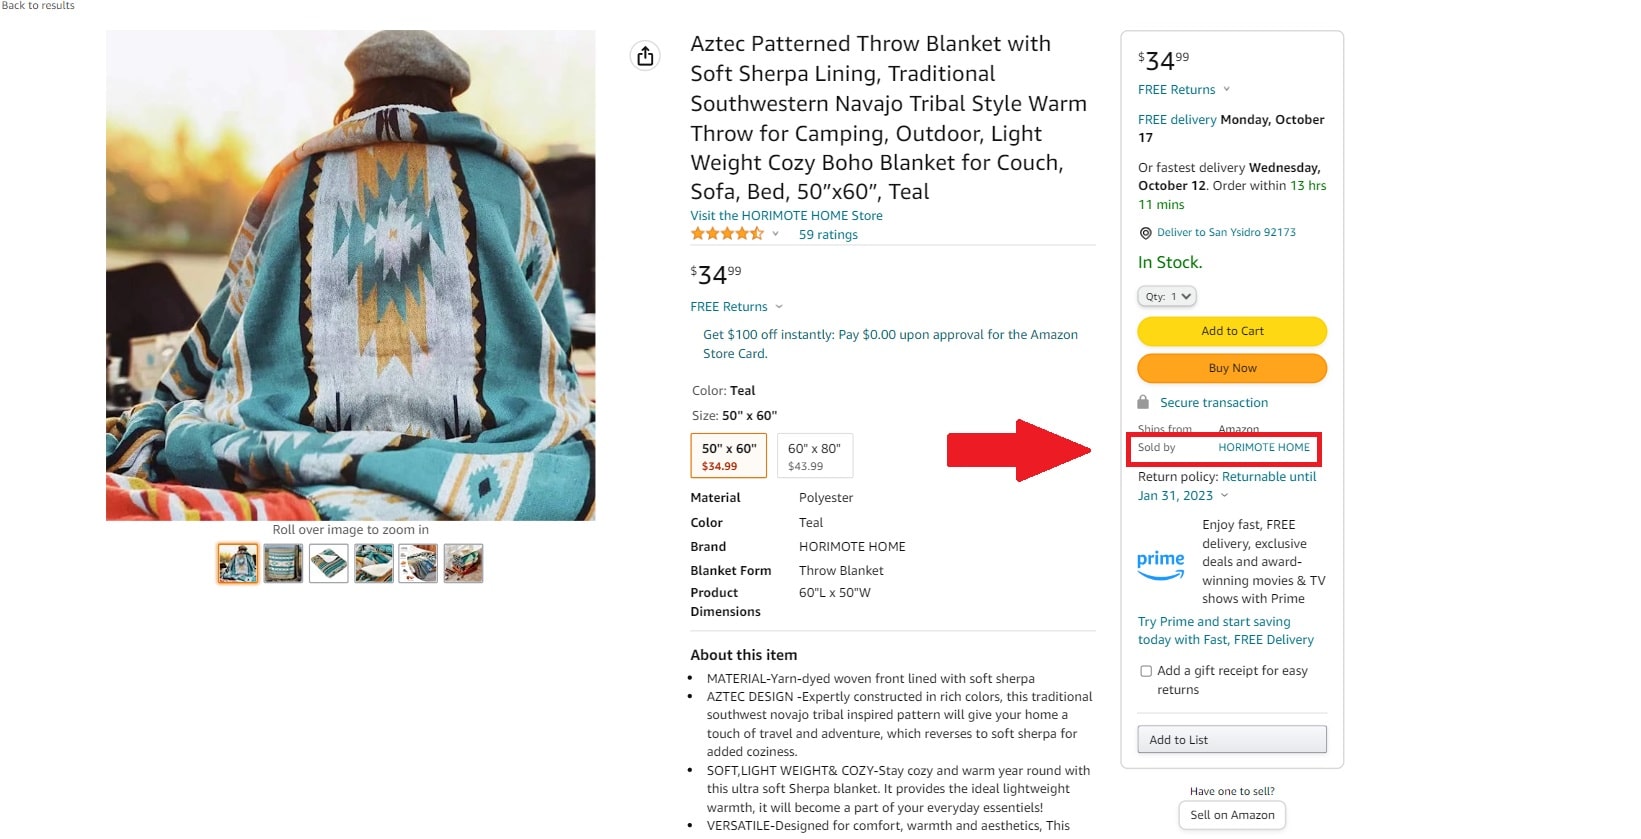 Back to results
Aztec Patterned Throw Blanket with
Soft Sherpa Lining, Traditional
Southwestern Navajo Tribal Style Warm
Throw for Camping, Outdoor, Light
Weight Cozy Boho Blanket for Couch,
Sofa, Bed, 50”x60”, Teal
Visit the HORIMOTE HOME Store
59 ratings
$34.99
FREE Returns
Get $100 off instantly: Pay $0.00 upon approval for the Amazon
Store Card.
Color: Teal
Size: 50" x 60"
50" x 60"
$34.99
60" x 80"
$43.99
Material Polyester
Color Teal
Brand HORIMOTE HOME
Blanket Form Throw Blanket
Product 60"L x 50"W
Dimensions
About this item
• MATERIAL-Yarn-dyed woven front lined with soft sherpa
• AZTEC DESIGN -Expertly constructed in rich colors, this traditional
southwest navajo tribal inspired pattern will give your home a
touch of travel and adventure, which reverses to soft sherpa for
added coziness.
• SOFT,LIGHT WEIGHT& COZY-Stay cozy and warm year round with
this ultra soft Sherpa blanket. It provides the ideal lightweight
warmth, it will become a part of your everyday essentiels!
• VERSATILE-Designed for comfort, warmth and aesthetics, This
Roll over image to zoom in
$34.99
FREE Returns
FREE delivery Monday, October
17
Or fastest delivery Wednesday,
October 12. Order within 13 hrs
11 mins
Deliver to San Ysidro 92173
In Stock.
Qty: 1
Add to Cart
Buy Now
Secure transaction
Ships from Amazon
Sold by HORIMOTE HOME
Return policy: Returnable until
Jan 31, 2023
prime
Enjoy fast, FREE
delivery, exclusive
deals and award-
winning movies & TV
shows with Prime
Try Prime and start saving
today with Fast, FREE Delivery
Add a gift receipt for easy
returns
Add to List
Have one to sell?
Sell on Amazon